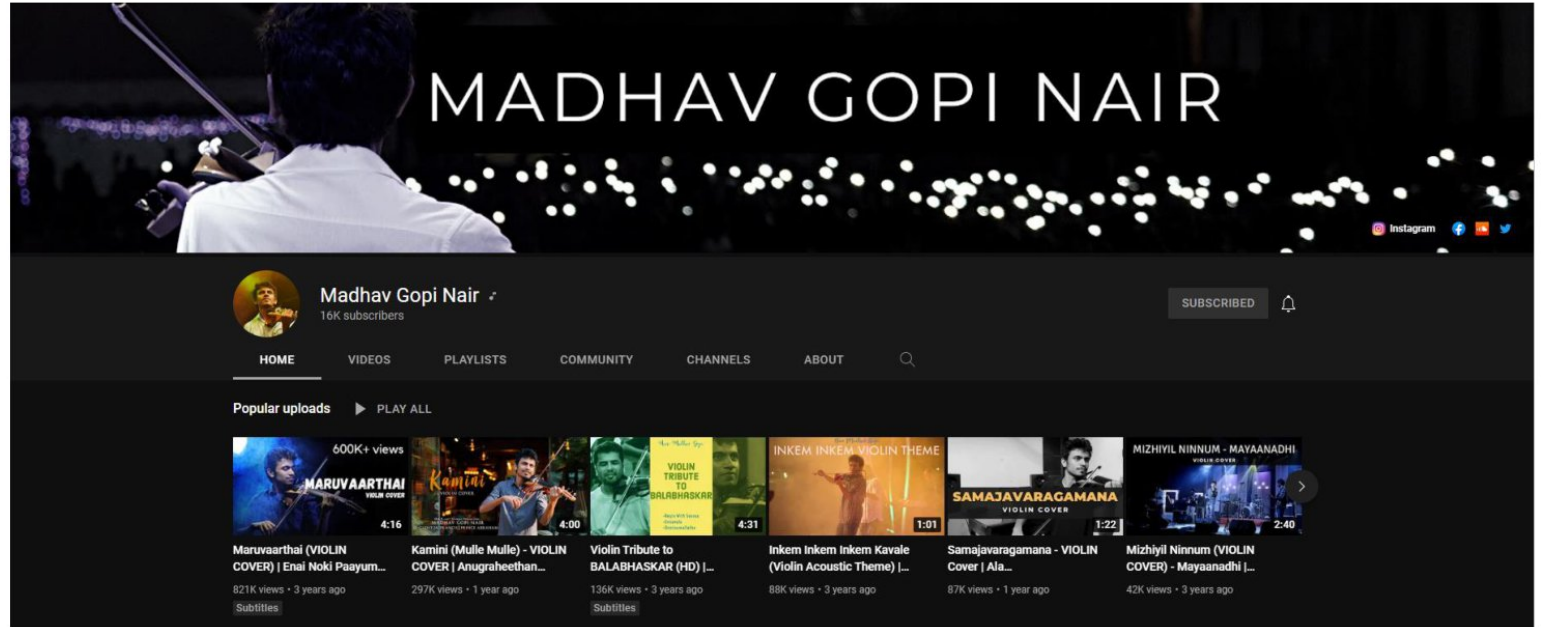 MADHAV GOPI NAIR
Instagram
Madhav Gopi Nair
16K subscribers
SUBSCRIBED
HOME VIDEOS PLAYLISTS COMMUNITY CHANNELS ABOUT
Popular uploads PLAY ALL
600K+ views
MARUVAARTHAI
VIOLIN COVER
4:16
Maruvaarthai (VIOLIN
COVER) | Enai Noki Paayum...
821K views • 3 years ago
Subtitles
Kamini
4:00
Kamini (Mulle Mulle) - VIOLIN
COVER | Anugraheethan...
297K views • 1 year ago
VIOLIN
TRIBUTE
TO
BALABHASKAR
4:31
Violin Tribute to
BALABHASKAR (HD) |...
136K views • 3 years ago
Subtitles
INKEM INKEM VIOLIN THEME
1:01
Inkem Inkem Inkem Kavale
(Violin Acoustic Theme) |...
88K views • 3 years ago
SAMAJAVARAGAMANA
VIOLIN COVER
1:22
Samajavaragamana - VIOLIN
Cover | Ala...
87K views • 1 year ago
MIZHIYIL NINNUM - MAYAANADHI
VIOLIN COVER
2:40
Mizhiyil Ninnum (VIOLIN
COVER) - Mayaanadhi |...
42K views • 3 years ago